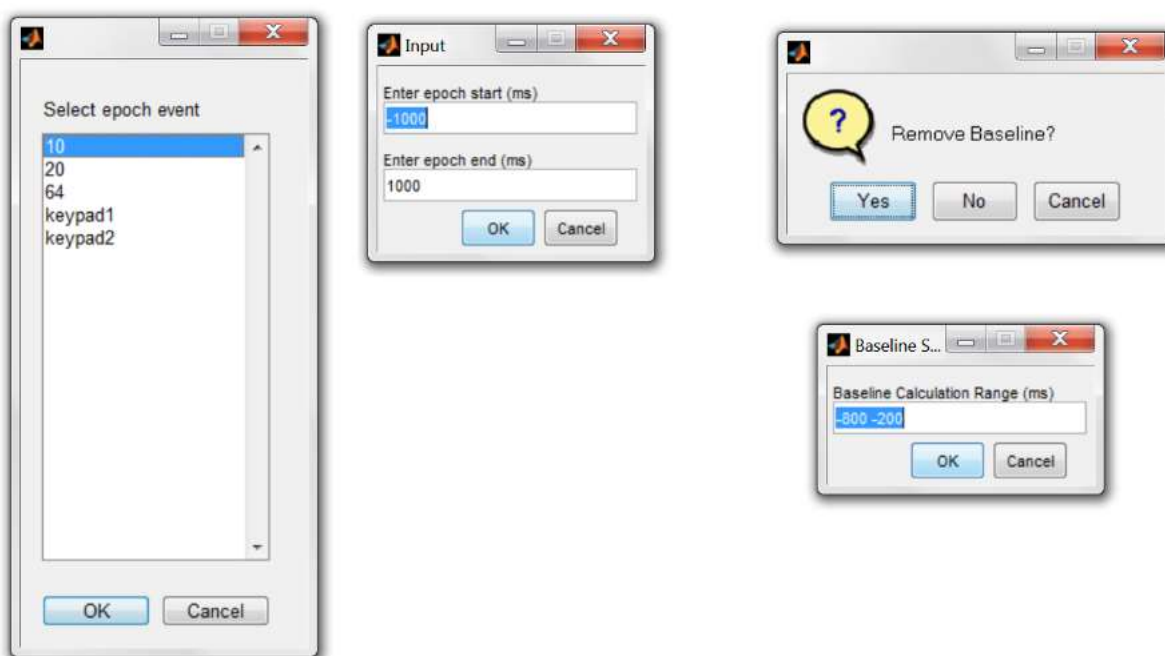 Select epoch event
10
20
64
keypad1
keypad2
OK Cancel
Input
Enter epoch start (ms)
-1000
Enter epoch end (ms)
1000
OK Cancel
?
Remove Baseline?
Yes No Cancel
Baseline S...
Baseline Calculation Range (ms)
-800 -200
OK Cancel